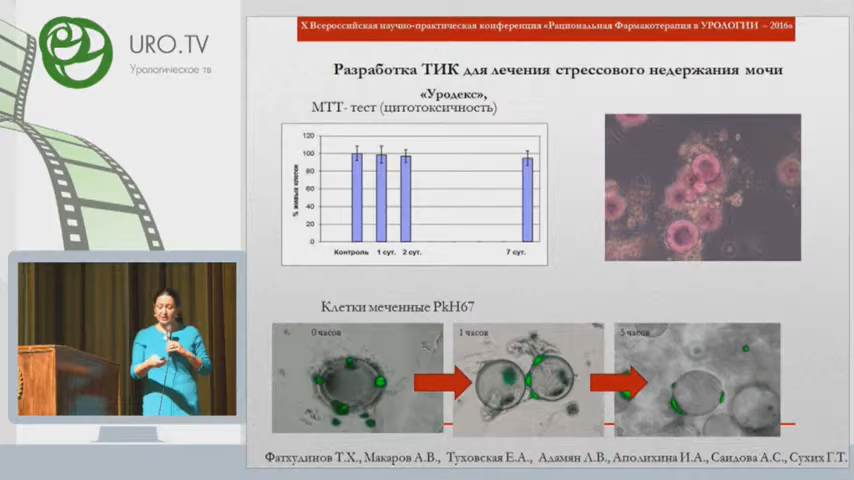 URO.TV
Урологическое тв
X Всероссийская научно-практическая конференция «Рациональная Фармакотерапия в УРОЛОГИИ – 2016»
Разработка ТИК для лечения стрессового недержания мочи
«Уродекс»,
МТТ- тест (цитотоксичность)
120
100
80
60
40
20
0
% живых клеток
Контроль 1 сут. 2 сут. 7 сут.
Клетки меченные PkH67
0 часов
1 часов
5 часов
Фатхудинов Т.Х., Макаров А.В., Туховская Е.А., Адамян Л.В., Аполихина И.А., Саидова А.С., Сухих Г.Т.